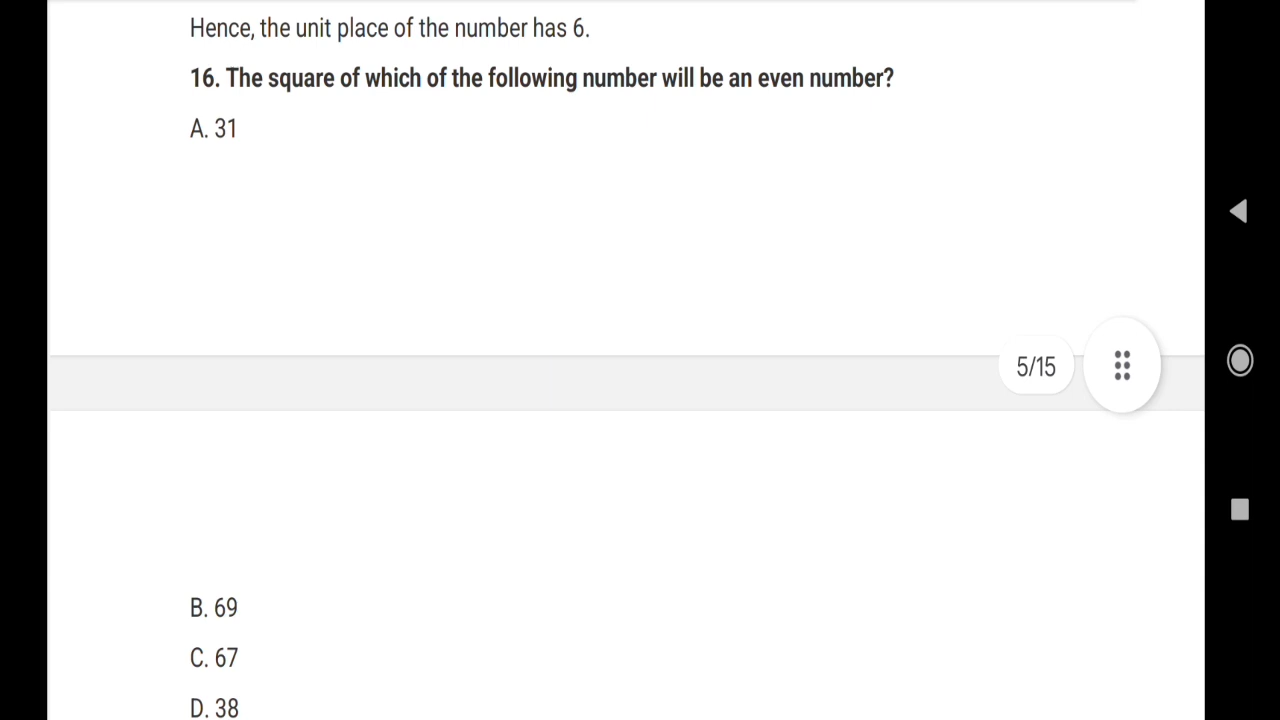 Hence, the unit place of the number has 6.
16. The square of which of the following number will be an even number?
A. 31
5/15
B. 69
C. 67
D. 38